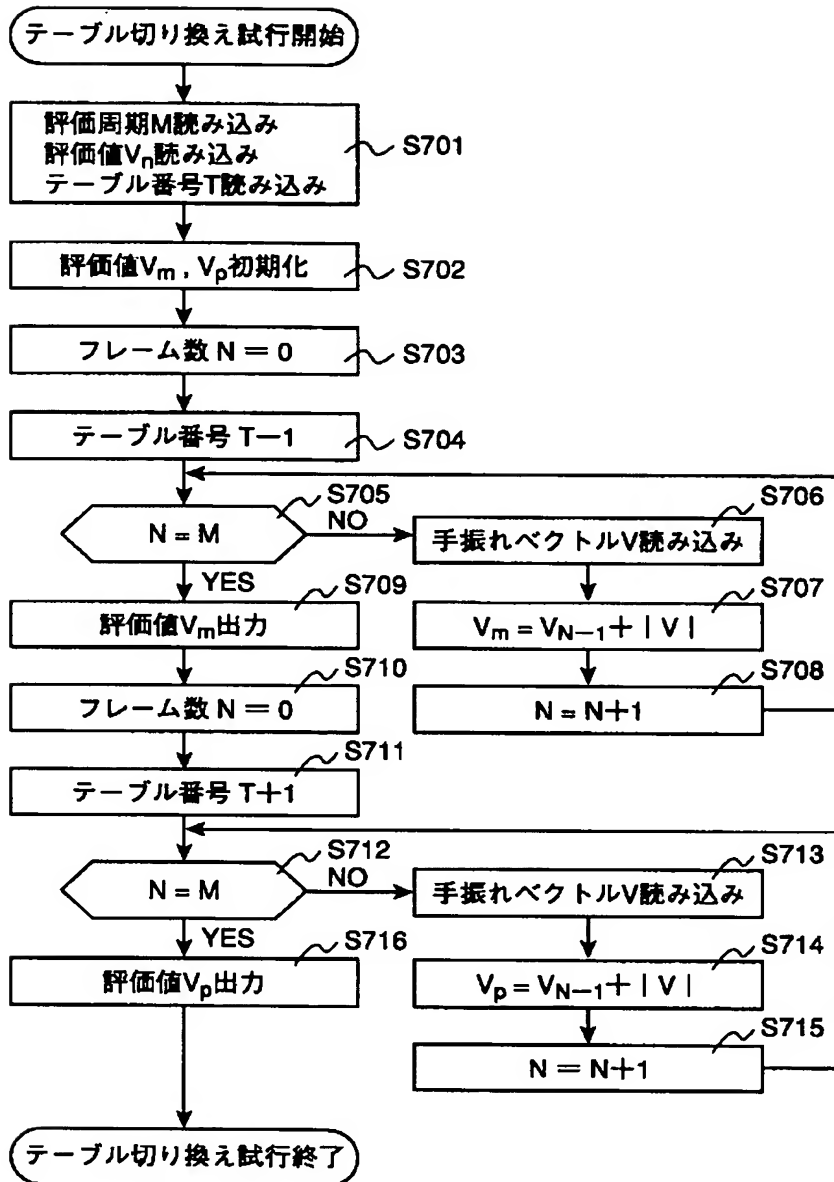 テーブル切り換え試行開始
評価周期M読み込み
評価値Vn読み込み
テーブル番号T読み込み
S701
評価値Vm , Vp初期化
S702
フレーム数 N = 0
S703
テーブル番号 T−1
S704
S705
N = M
NO
YES
S706
手振れベクトルV読み込み
S707
Vm = VN−1 + | V |
S708
N = N+1
S709
評価値Vm出力
S710
フレーム数 N = 0
S711
テーブル番号 T+1
S712
N = M
NO
YES
S713
手振れベクトルV読み込み
S714
Vp = VN−1 + | V |
S715
N = N+1
S716
評価値Vp出力
テーブル切り換え試行終了